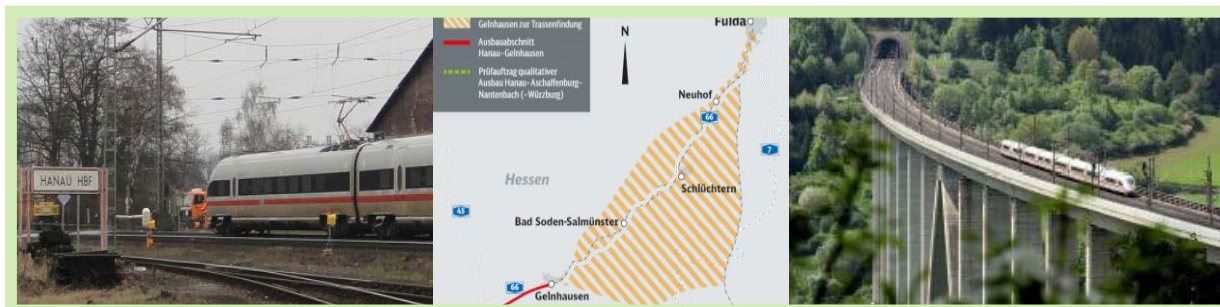 HANAU HBF
Gelnhausen zur Trassenfindung
Ausbauabschnitt
Hanau-Gelnhausen
Prüfauftrag qualitativer
Ausbau Hanau-Aschaffenburg-
Nantenbach (-Würzburg)
N
Fulda
Neuhof
66
7
Hessen
Schlüchtern
45
Bad Soden-Salmünster
66
Gelnhausen